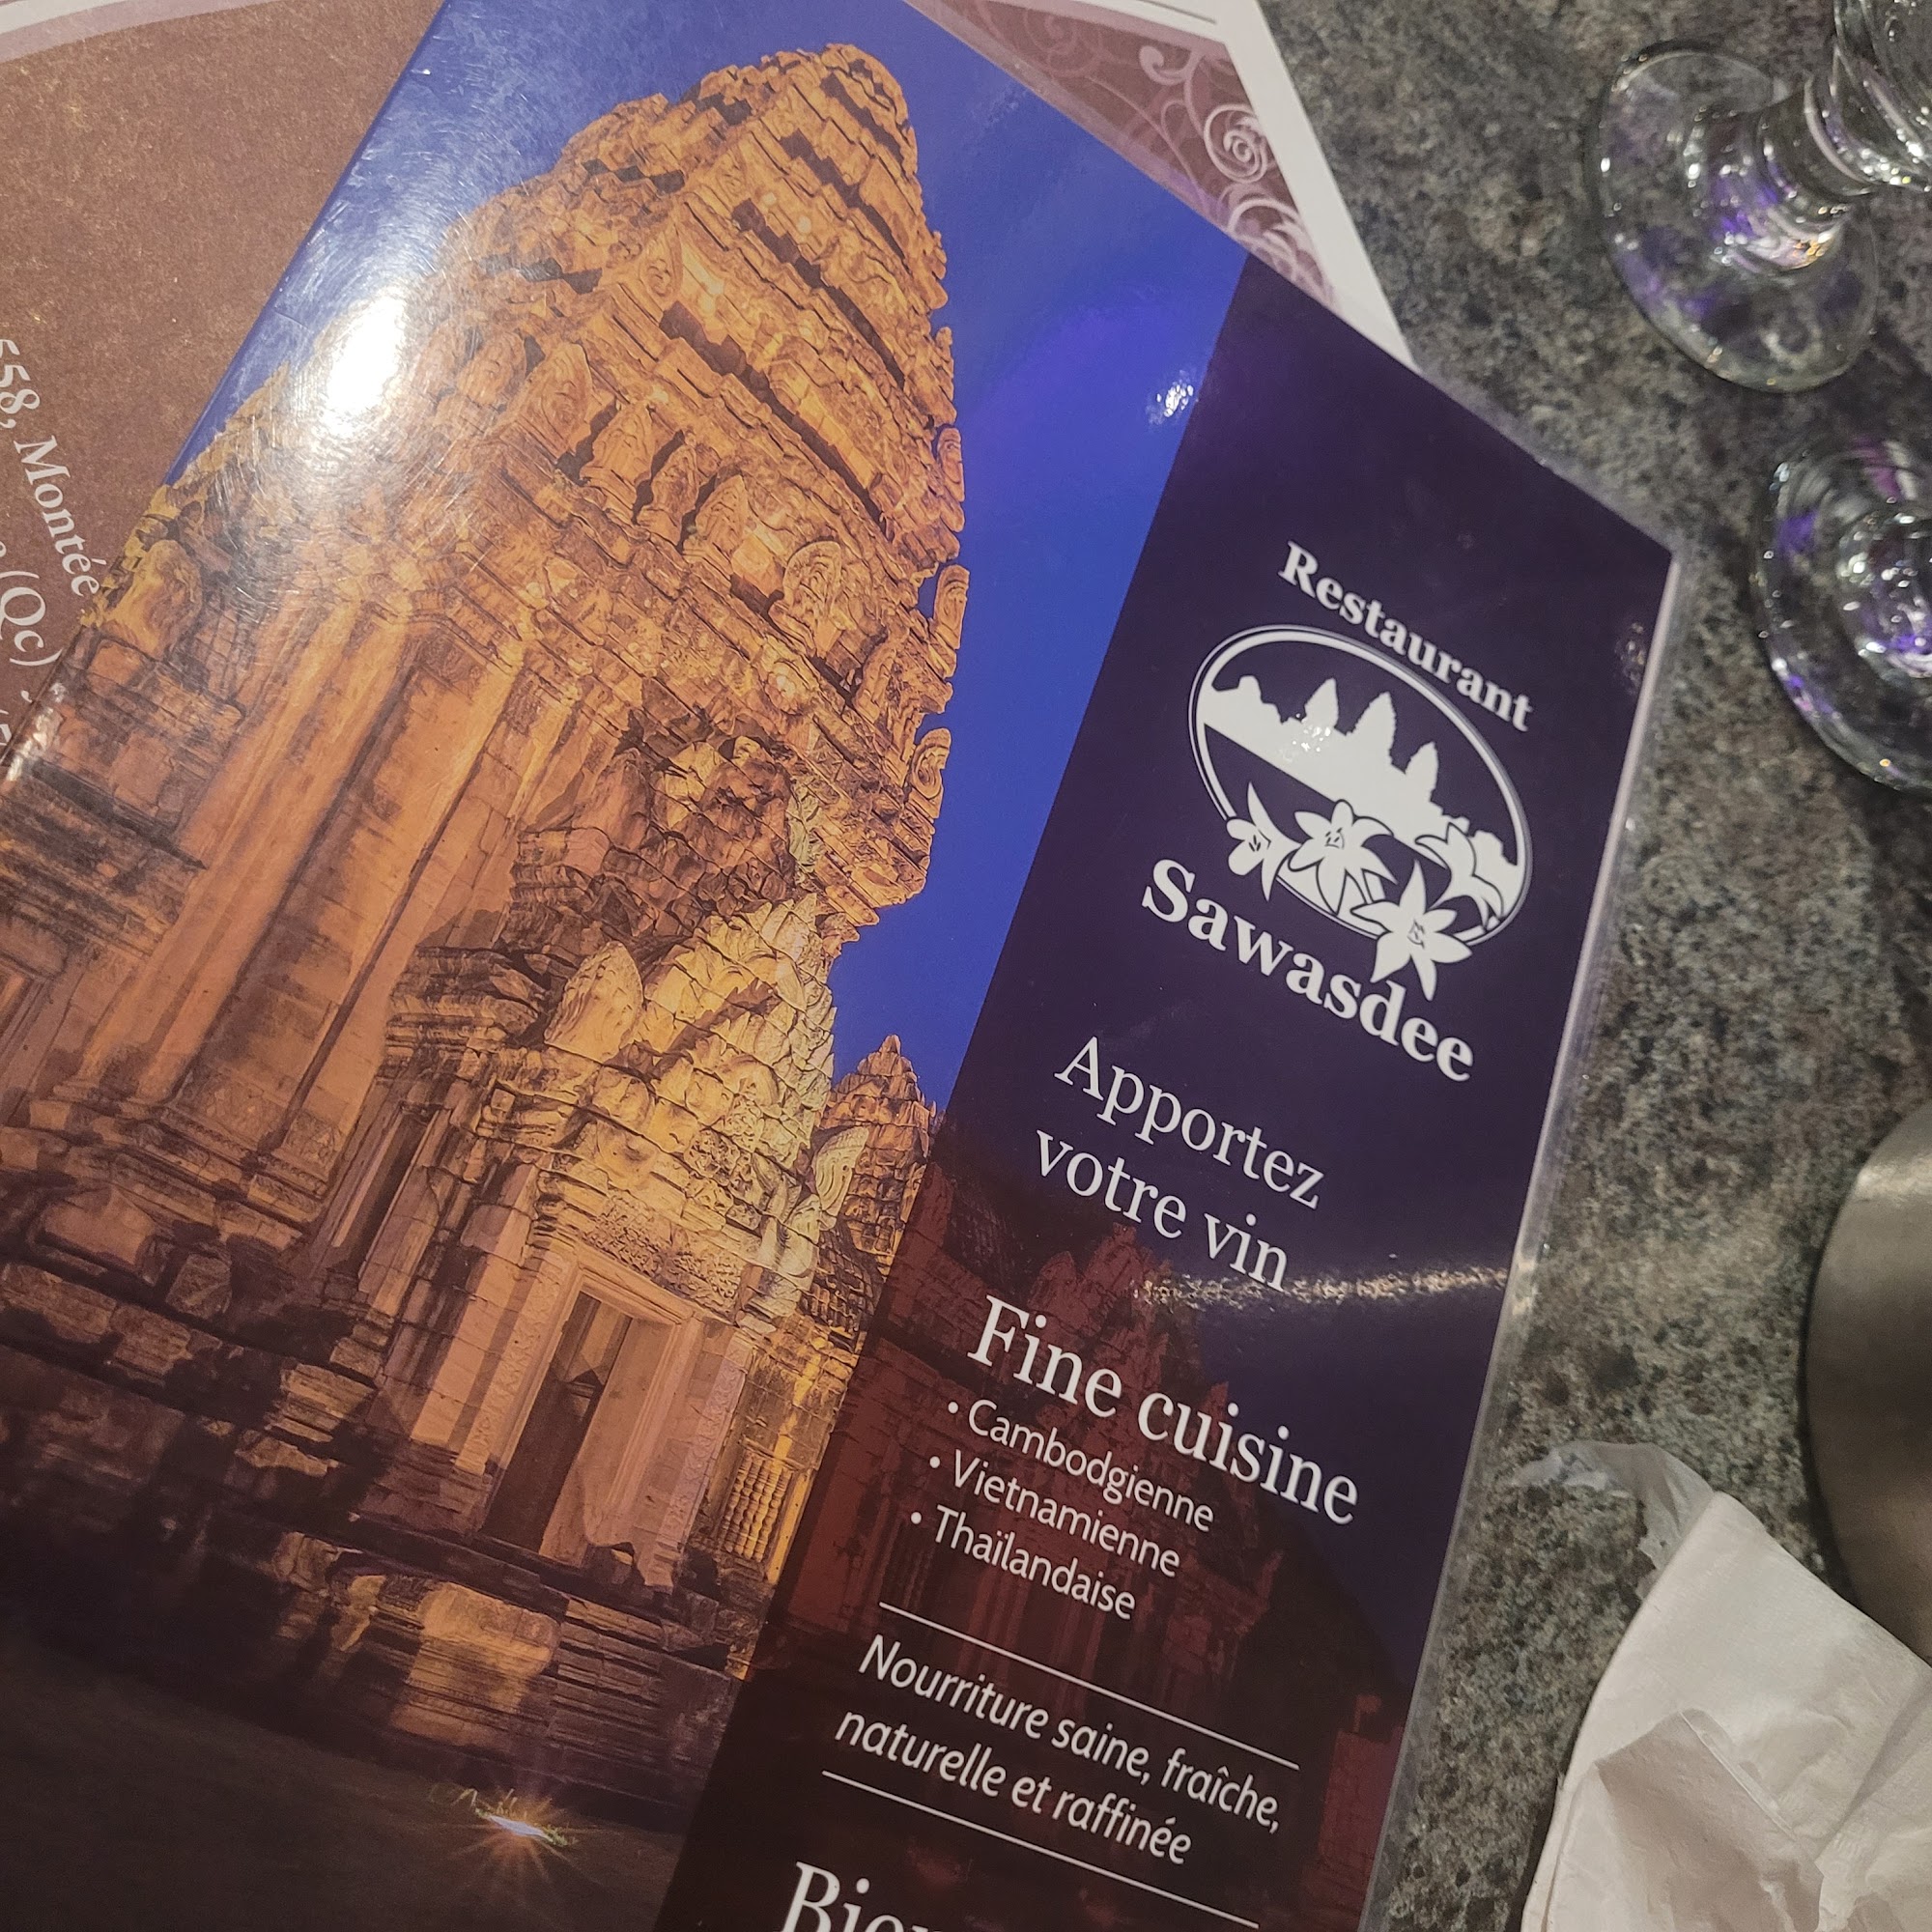 558, Montée
(Qc)
Restaurant
Sawasdee
Apportez
votre vin
Fine cuisine
• Cambodgienne
• Vietnamienne
• Thaïlandaise
Nourriture saine, fraîche,
naturelle et raffinée